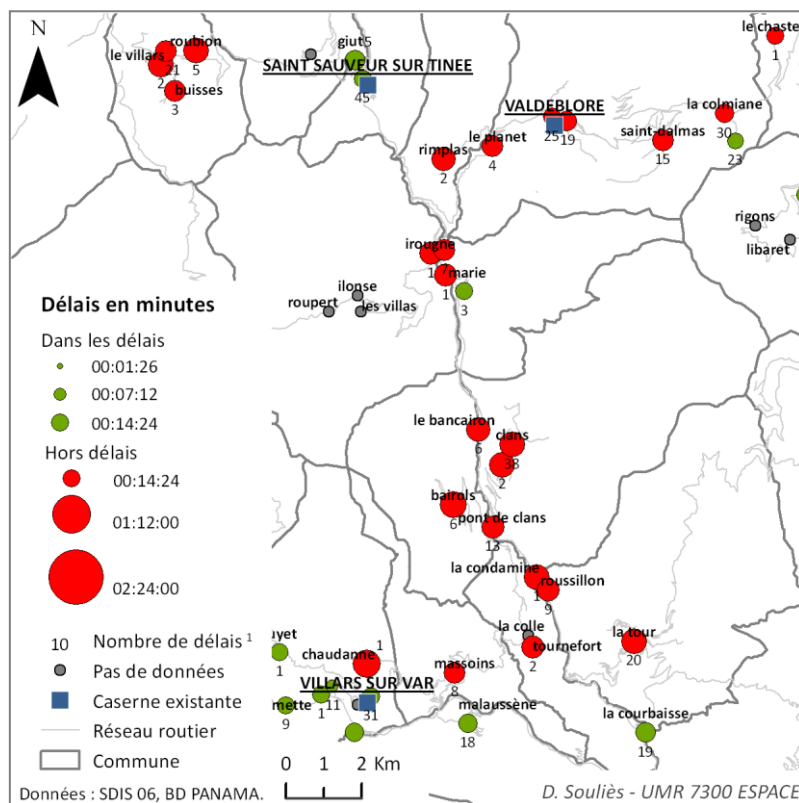 N
le chaste
1
roubion
le villars
21
5
2
buisses
3
giut 5
SAINT SAUVEUR SUR TINEE
45
VALDEBLORE
25
19
la colmiane
30
23
saint-dalmas
15
le planet
4
rimplas
2
rigons
libaret
irougne
1
7
marie
1
3
ilonse
roupert
les villas
Délais en minutes
Dans les délais
00:01:26
00:07:12
00:14:24
Hors délais
00:14:24
01:12:00
02:24:00
10 Nombre de délais 1
Pas de données
Caserne existante
Réseau routier
Commune
Données : SDIS 06, BD PANAMA.
le bancairon
6
clans
38
2
bairols
6
pont de clans
13
la condamine
1
roussillon
9
la colle
tournefort
2
la tour
20
uyet
1
chaudanne
1
massoins
8
VILLARS SUR VAR
mette
9
1
11
31
malaussène
18
la courbaisse
19
0 1 2 Km
D. Souliès - UMR 7300 ESPACE